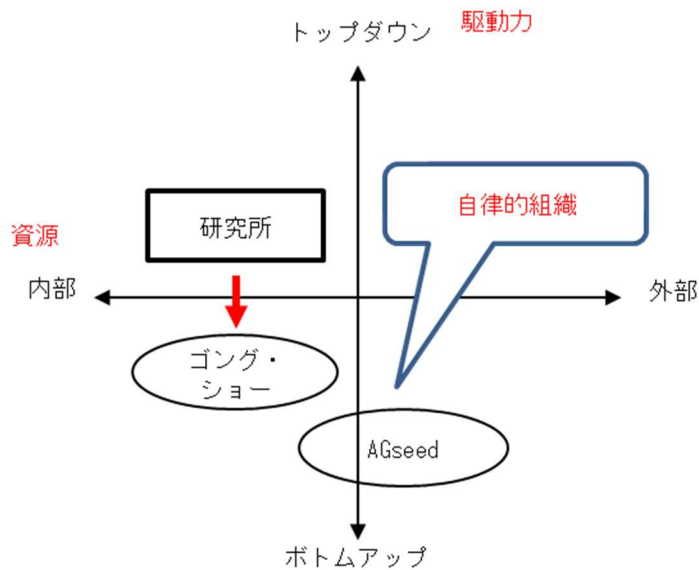 駆動力
トップダウン
自律的組織
研究所
資源
内部
外部
ゴング・
ショー
AGseed
ボトムアップ